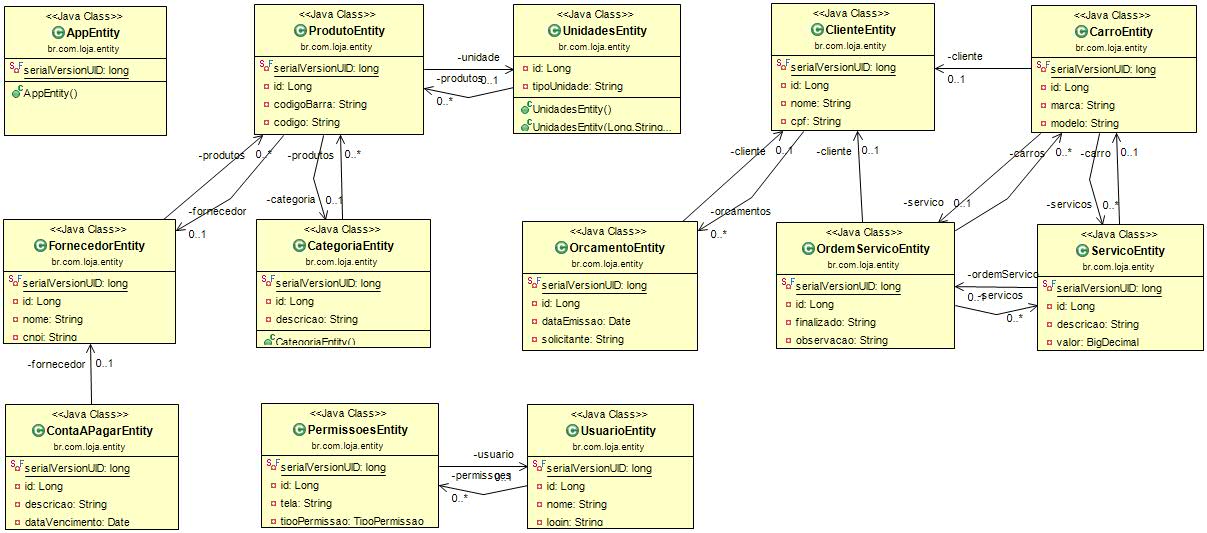 <<Java Class>>
AppEntity
br.com.loja.entity
serialVersionUID: long
AppEntity()
<<Java Class>>
ProdutoEntity
br.com.loja.entity
serialVersionUID: long
id: Long
codigoBarra: String
codigo: String
-unidade
0..1
-produtos
0..*
<<Java Class>>
UnidadesEntity
br.com.loja.entity
id: Long
tipoUnidade: String
UnidadesEntity()
UnidadesEntity(Long,String...
<<Java Class>>
ClienteEntity
br.com.loja.entity
serialVersionUID: long
id: Long
nome: String
cpf: String
-cliente
0..1
<<Java Class>>
CarroEntity
br.com.loja.entity
serialVersionUID: long
id: Long
marca: String
modelo: String
-produtos
0..*
-fornecedor
0..1
-produtos
0..*
-categoria
0..1
-cliente
0..1
-orcamentos
0..*
-cliente
0..1
-carros
0..*
-servico
0..1
-carro
0..1
-servicos
0..*
<<Java Class>>
FornecedorEntity
br.com.loja.entity
serialVersionUID: long
id: Long
nome: String
cnpj: String
<<Java Class>>
CategoriaEntity
br.com.loja.entity
serialVersionUID: long
id: Long
descricao: String
CategoriaEntity()
<<Java Class>>
OrcamentoEntity
br.com.loja.entity
serialVersionUID: long
id: Long
dataEmissao: Date
solicitante: String
<<Java Class>>
OrdemServicoEntity
br.com.loja.entity
serialVersionUID: long
id: Long
finalizado: String
observacao: String
-ordemServico
-servicos
0..*
<<Java Class>>
ServicoEntity
br.com.loja.entity
serialVersionUID: long
id: Long
descricao: String
valor: BigDecimal
-fornecedor
0..1
<<Java Class>>
ContaAPagarEntity
br.com.loja.entity
serialVersionUID: long
id: Long
descricao: String
dataVencimento: Date
<<Java Class>>
PermissoesEntity
br.com.loja.entity
serialVersionUID: long
id: Long
tela: String
tipoPermissao: TipoPermissao
-usuario
0..1
-permissoes
0..*
<<Java Class>>
UsuarioEntity
br.com.loja.entity
serialVersionUID: long
id: Long
nome: String
login: String